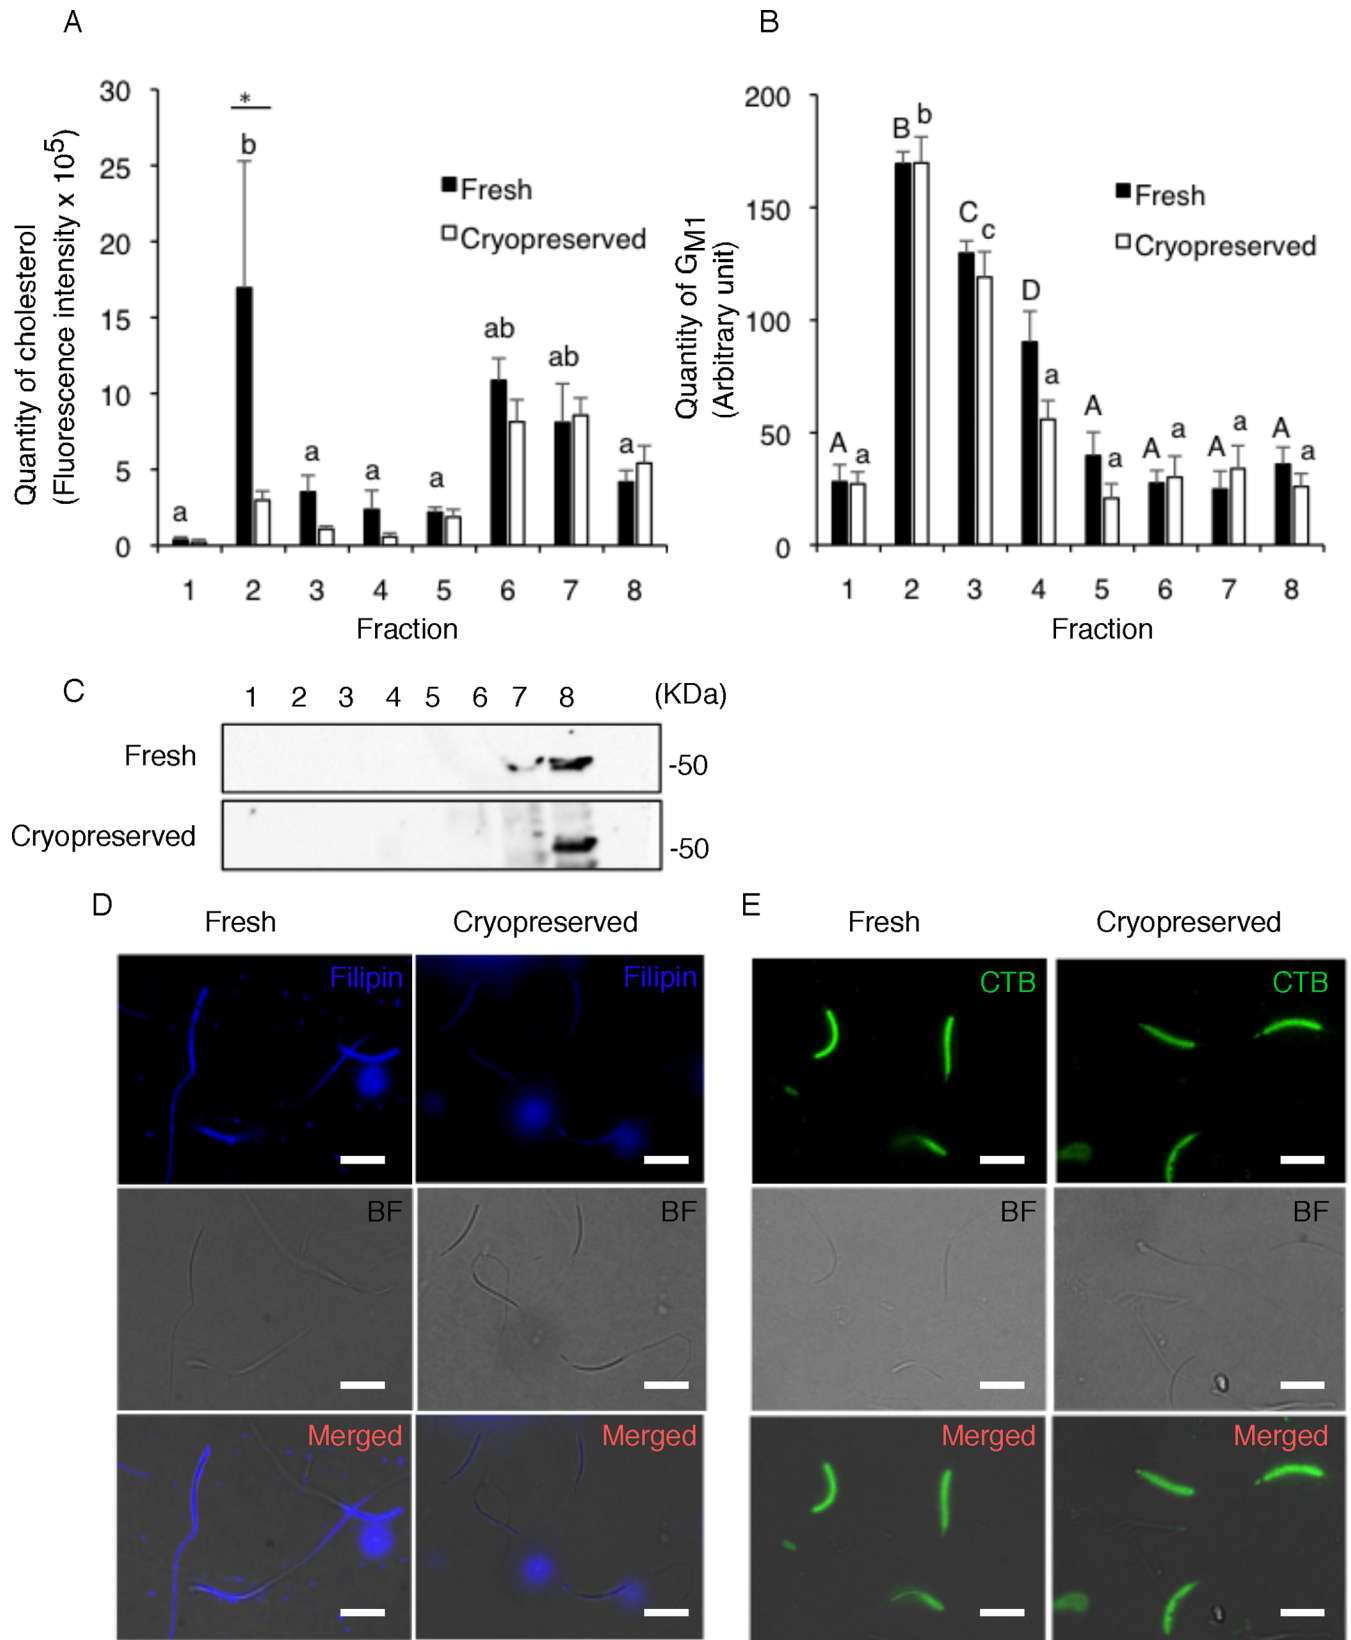 A
Quantity of cholesterol
(Fluorescence intensity x 10⁵)
30
25
20
15
10
5
0
*
b
a
a
a
a
ab
ab
a
Fresh
Cryopreserved
1 2 3 4 5 6 7 8
Fraction
B
Quantity of GM1
(Arbitrary unit)
200
150
100
50
0
A a
B b
C c
D a
A a
A a
A a
A a
Fresh
Cryopreserved
1 2 3 4 5 6 7 8
Fraction
C
1 2 3 4 5 6 7 8 (KDa)
Fresh -50
Cryopreserved -50
D
Fresh Cryopreserved
Filipin Filipin
BF BF
Merged Merged
E
Fresh Cryopreserved
CTB CTB
BF BF
Merged Merged